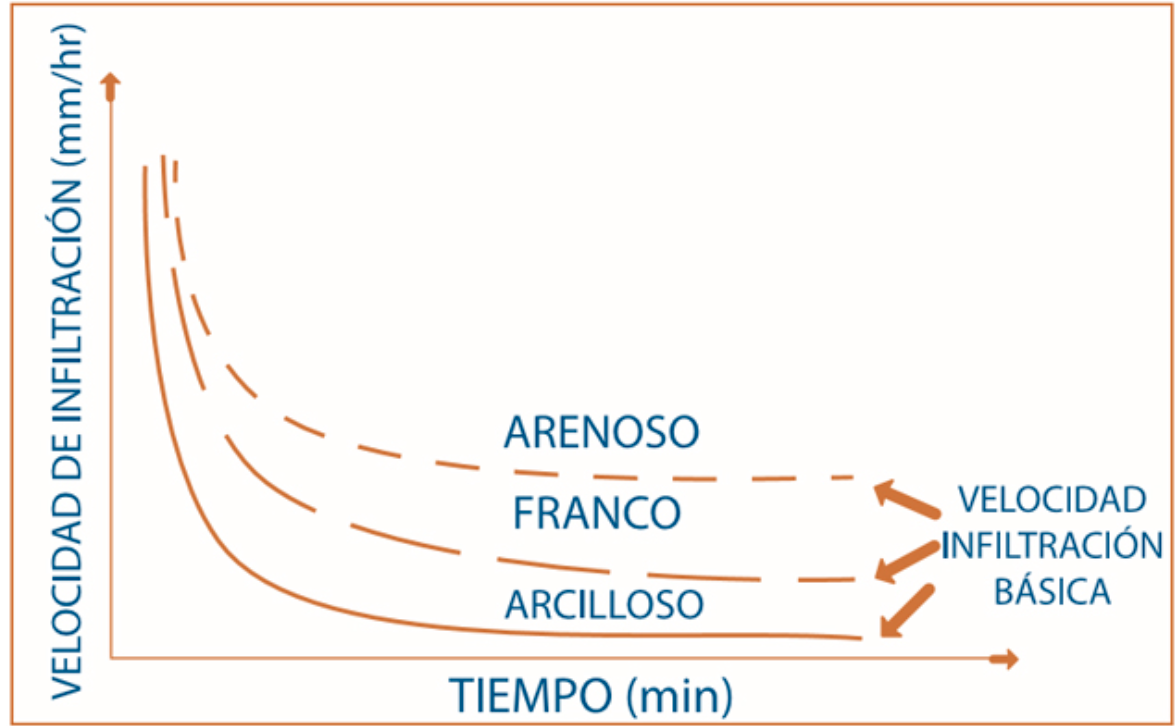 VELOCIDAD DE INFILTRACIÓN (mm/hr)
ARENOSO
FRANCO
ARCILLOSO
VELOCIDAD
INFILTRACIÓN
BÁSICA
TIEMPO (min)